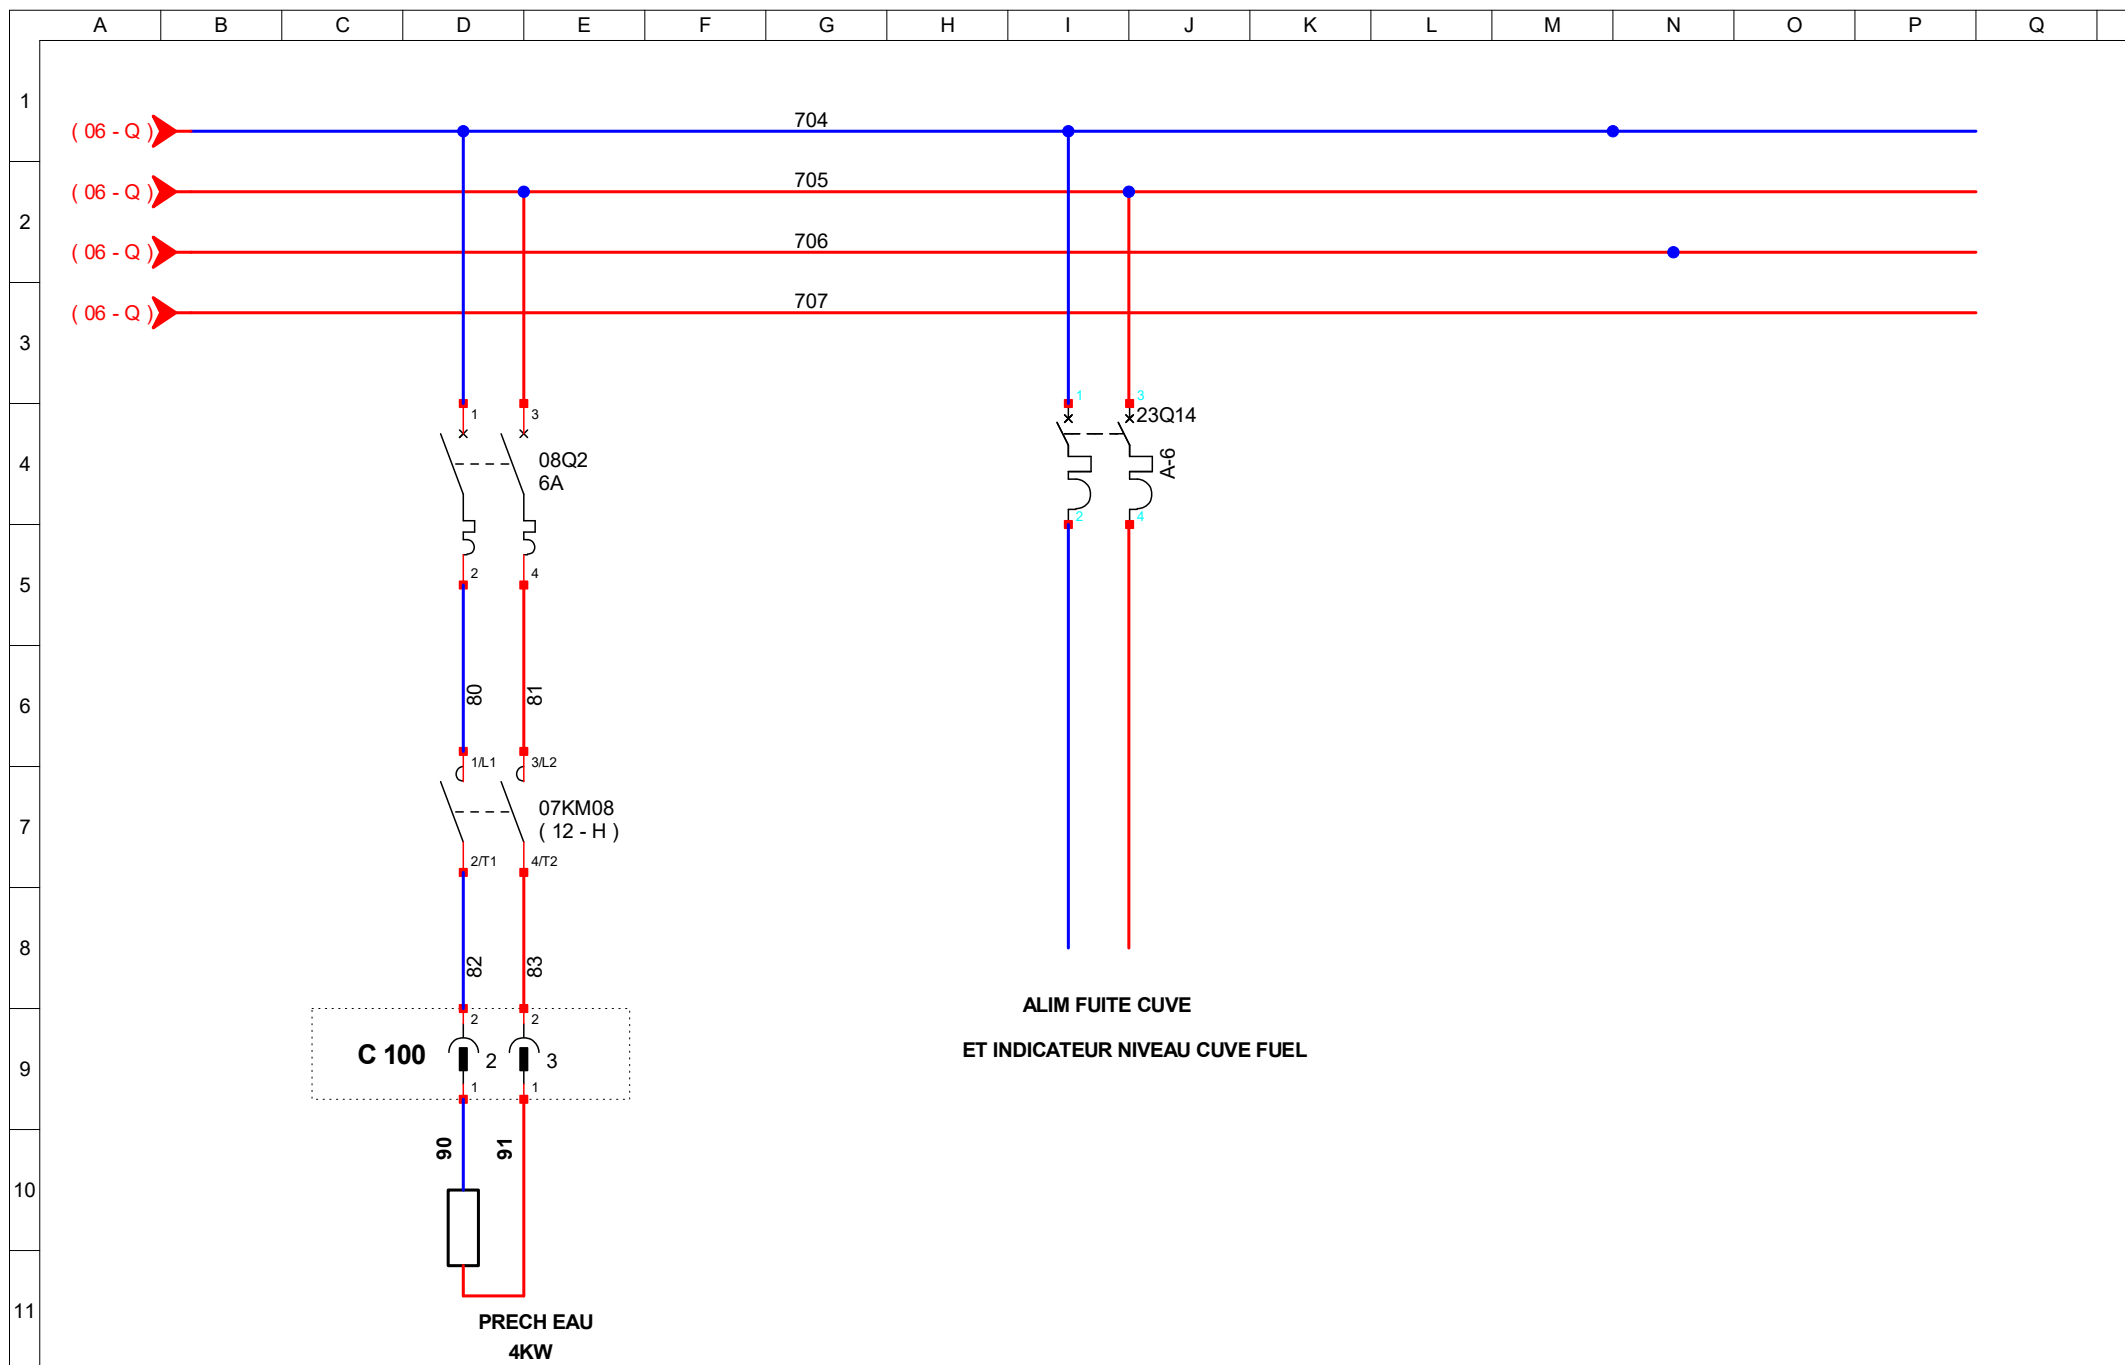 A B C D E F G H I J K L M N O P Q
1
( 06 - Q ) 704
( 06 - Q ) 705
2
( 06 - Q ) 706
( 06 - Q ) 707
3
1 3
1 3
23Q14
4
08Q2
6A
A-6
2 4
2 4
5
80 81
6
1/L1 3/L2
07KM08
( 12 - H )
7
2/T1 4/T2
8
82 83
ALIM FUITE CUVE
ET INDICATEUR NIVEAU CUVE FUEL
2 2
C 100 2 3
9
1 1
90 91
10
11
PRECH EAU
4KW